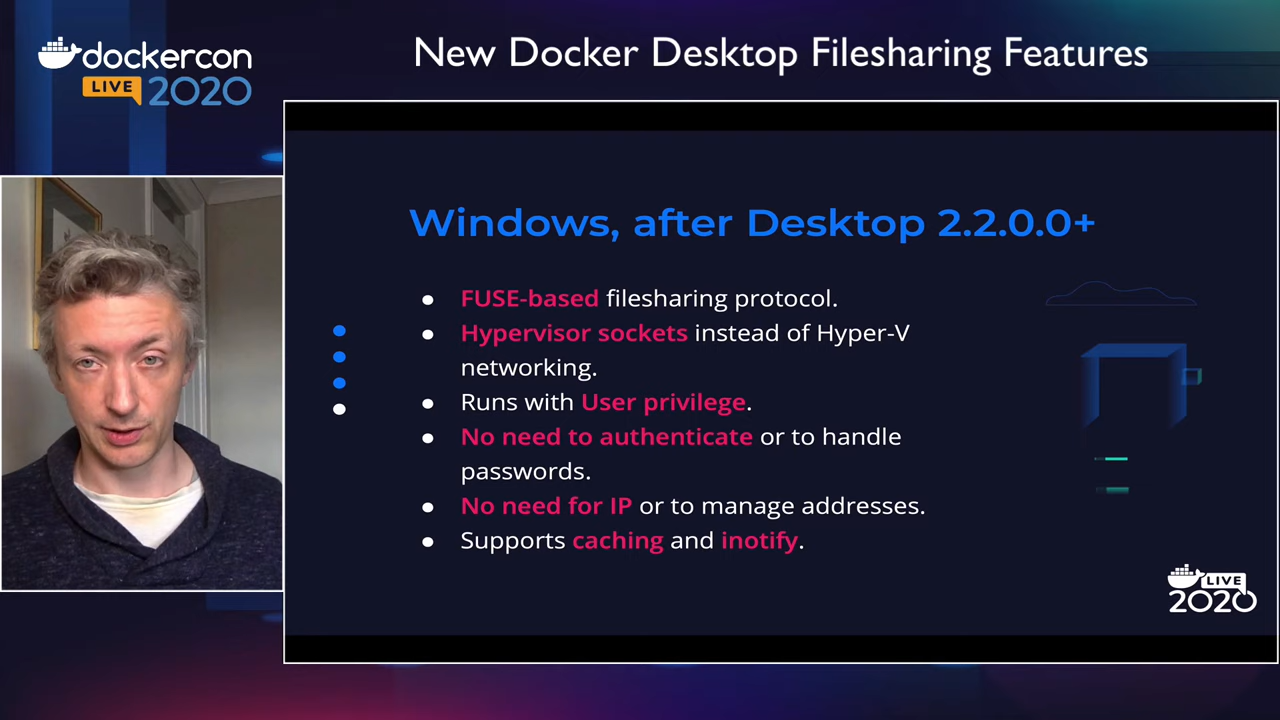 dockercon
LIVE 2020
New Docker Desktop Filesharing Features
Windows, after Desktop 2.2.0.0+
● FUSE-based filesharing protocol.
● Hypervisor sockets instead of Hyper-V
networking.
● Runs with User privilege.
● No need to authenticate or to handle
passwords.
● No need for IP or to manage addresses.
● Supports caching and inotify.
LIVE
2020